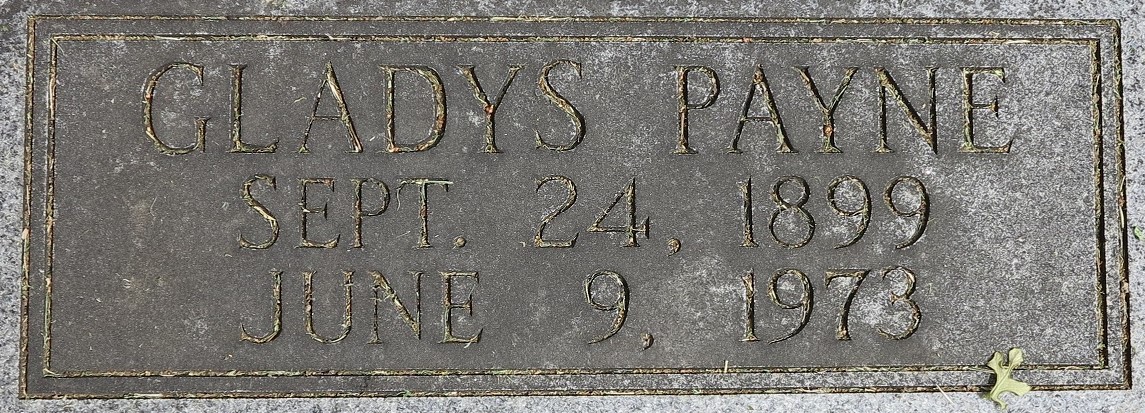 GLADYS PAYNE
SEPT. 24, 1899
JUNE 9, 1973